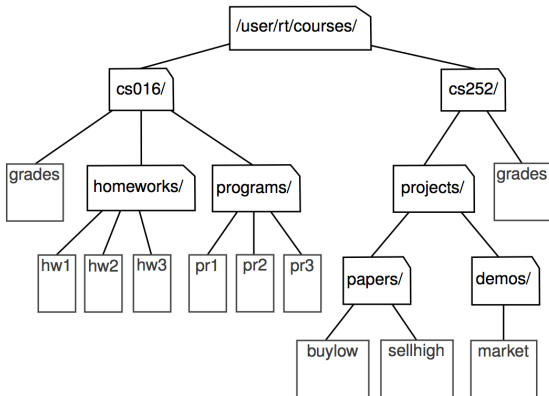 /user/rt/courses/
cs016/
cs252/
grades
homeworks/
programs/
projects/
grades
hw1
hw2
hw3
pr1
pr2
pr3
papers/
demos/
buylow
sellhigh
market